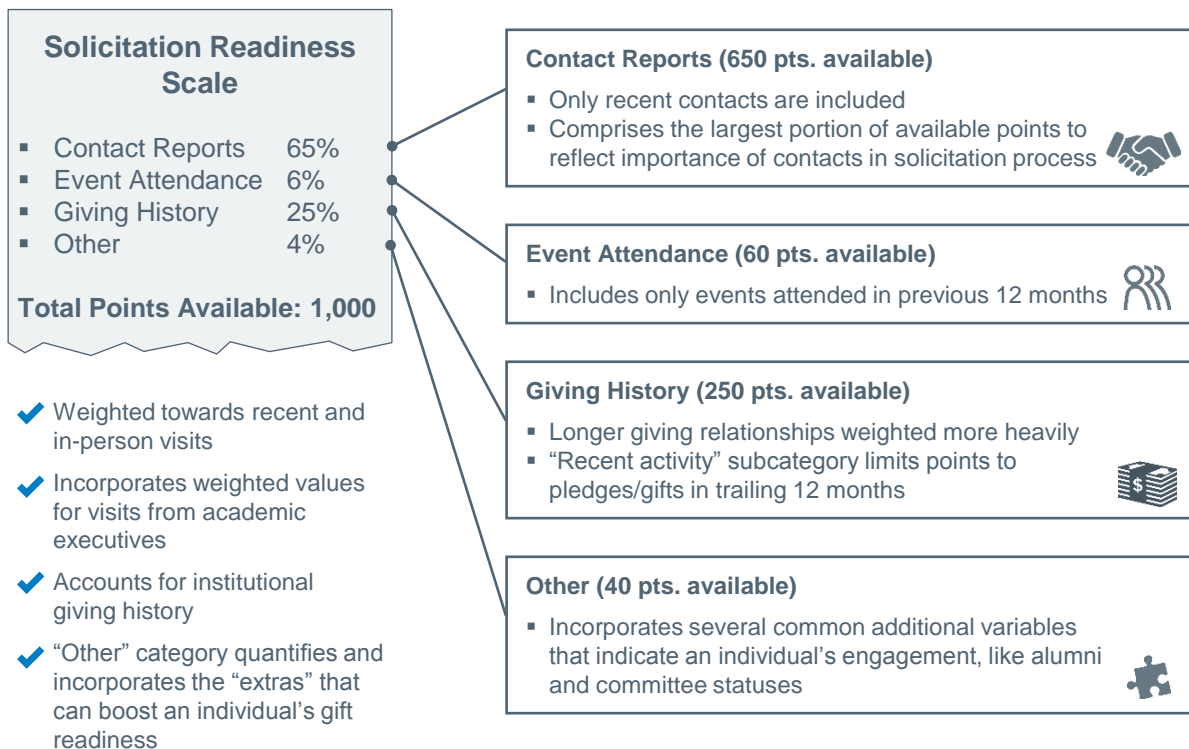 Solicitation Readiness
Scale
▪ Contact Reports 65%
▪ Event Attendance 6%
▪ Giving History 25%
▪ Other 4%
Total Points Available: 1,000
Weighted towards recent and
in-person visits
Incorporates weighted values
for visits from academic
executives
Accounts for institutional
giving history
“Other” category quantifies and
incorporates the “extras” that
can boost an individual’s gift
readiness
Contact Reports (650 pts. available)
▪ Only recent contacts are included
▪ Comprises the largest portion of available points to
reflect importance of contacts in solicitation process
Event Attendance (60 pts. available)
▪ Includes only events attended in previous 12 months
Giving History (250 pts. available)
▪ Longer giving relationships weighted more heavily
▪ “Recent activity” subcategory limits points to
pledges/gifts in trailing 12 months
$
Other (40 pts. available)
▪ Incorporates several common additional variables
that indicate an individual’s engagement, like alumni
and committee statuses